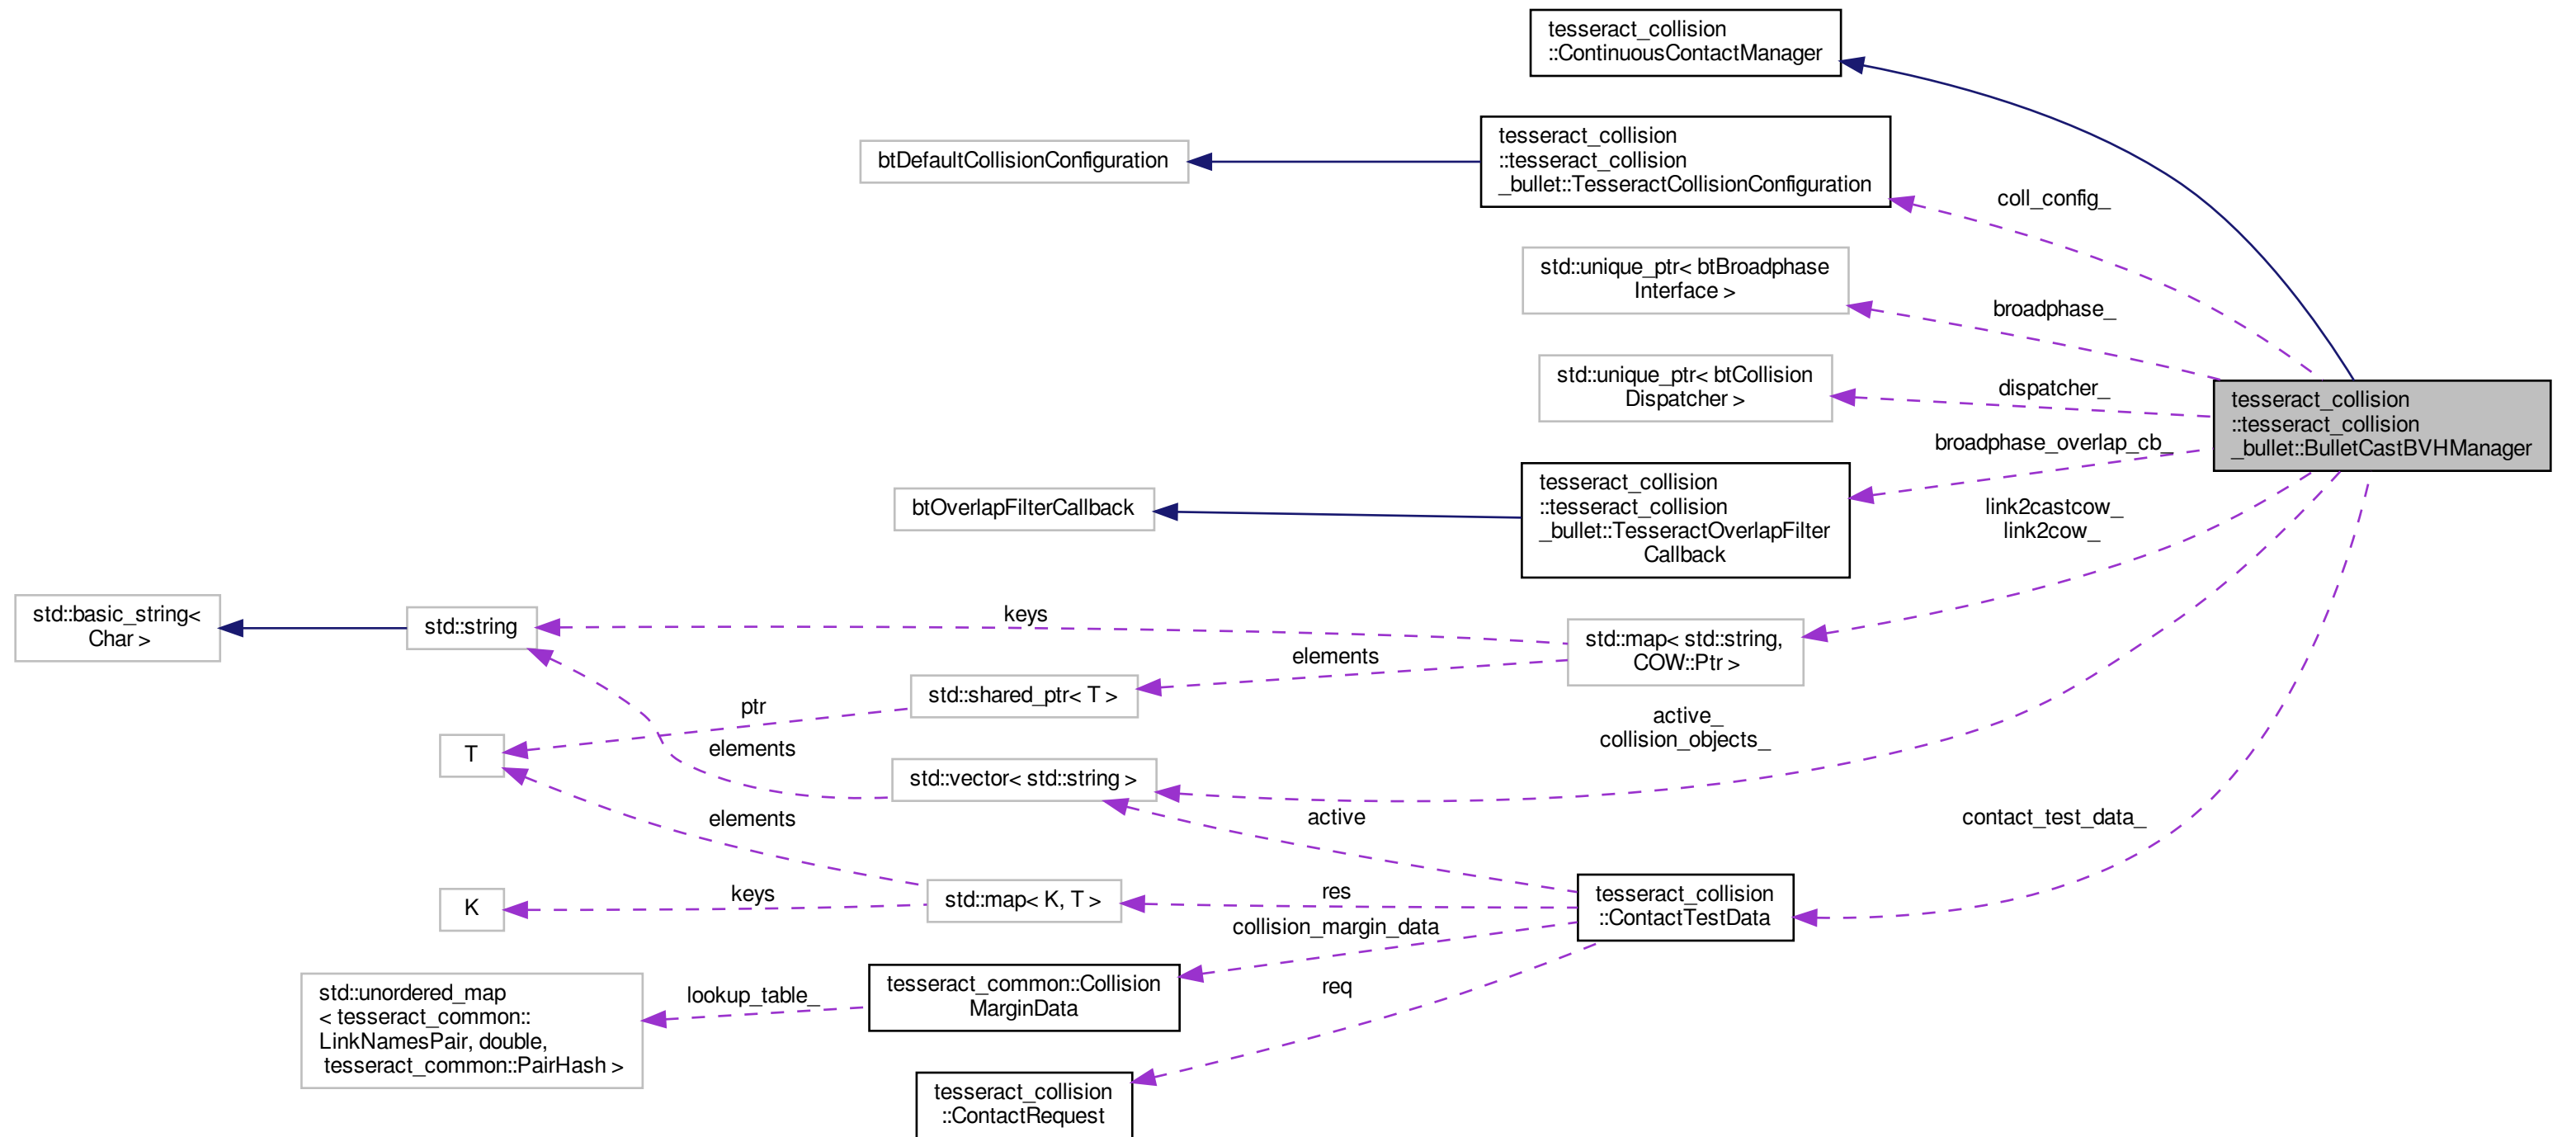 tesseract_collision
::ContinuousContactManager
btDefaultCollisionConfiguration
tesseract_collision
::tesseract_collision
_bullet::TesseractCollisionConfiguration
coll_config_
std::unique_ptr< btBroadphase
Interface >
broadphase_
std::unique_ptr< btCollision
Dispatcher >
dispatcher_
tesseract_collision
::tesseract_collision
_bullet::BulletCastBVHManager
broadphase_overlap_cb_
btOverlapFilterCallback
tesseract_collision
::tesseract_collision
_bullet::TesseractOverlapFilter
Callback
link2castcow_
link2cow_
std::basic_string<
Char >
std::string
keys
std::map< std::string,
COW::Ptr >
elements
std::shared_ptr< T >
ptr
T
elements
active_
collision_objects_
std::vector< std::string >
elements
active
contact_test_data_
K
keys
std::map< K, T >
res
tesseract_collision
::ContactTestData
collision_margin_data
std::unordered_map
< tesseract_common::
LinkNamesPair, double,
tesseract_common::PairHash >
lookup_table_
tesseract_common::Collision
MarginData
req
tesseract_collision
::ContactRequest